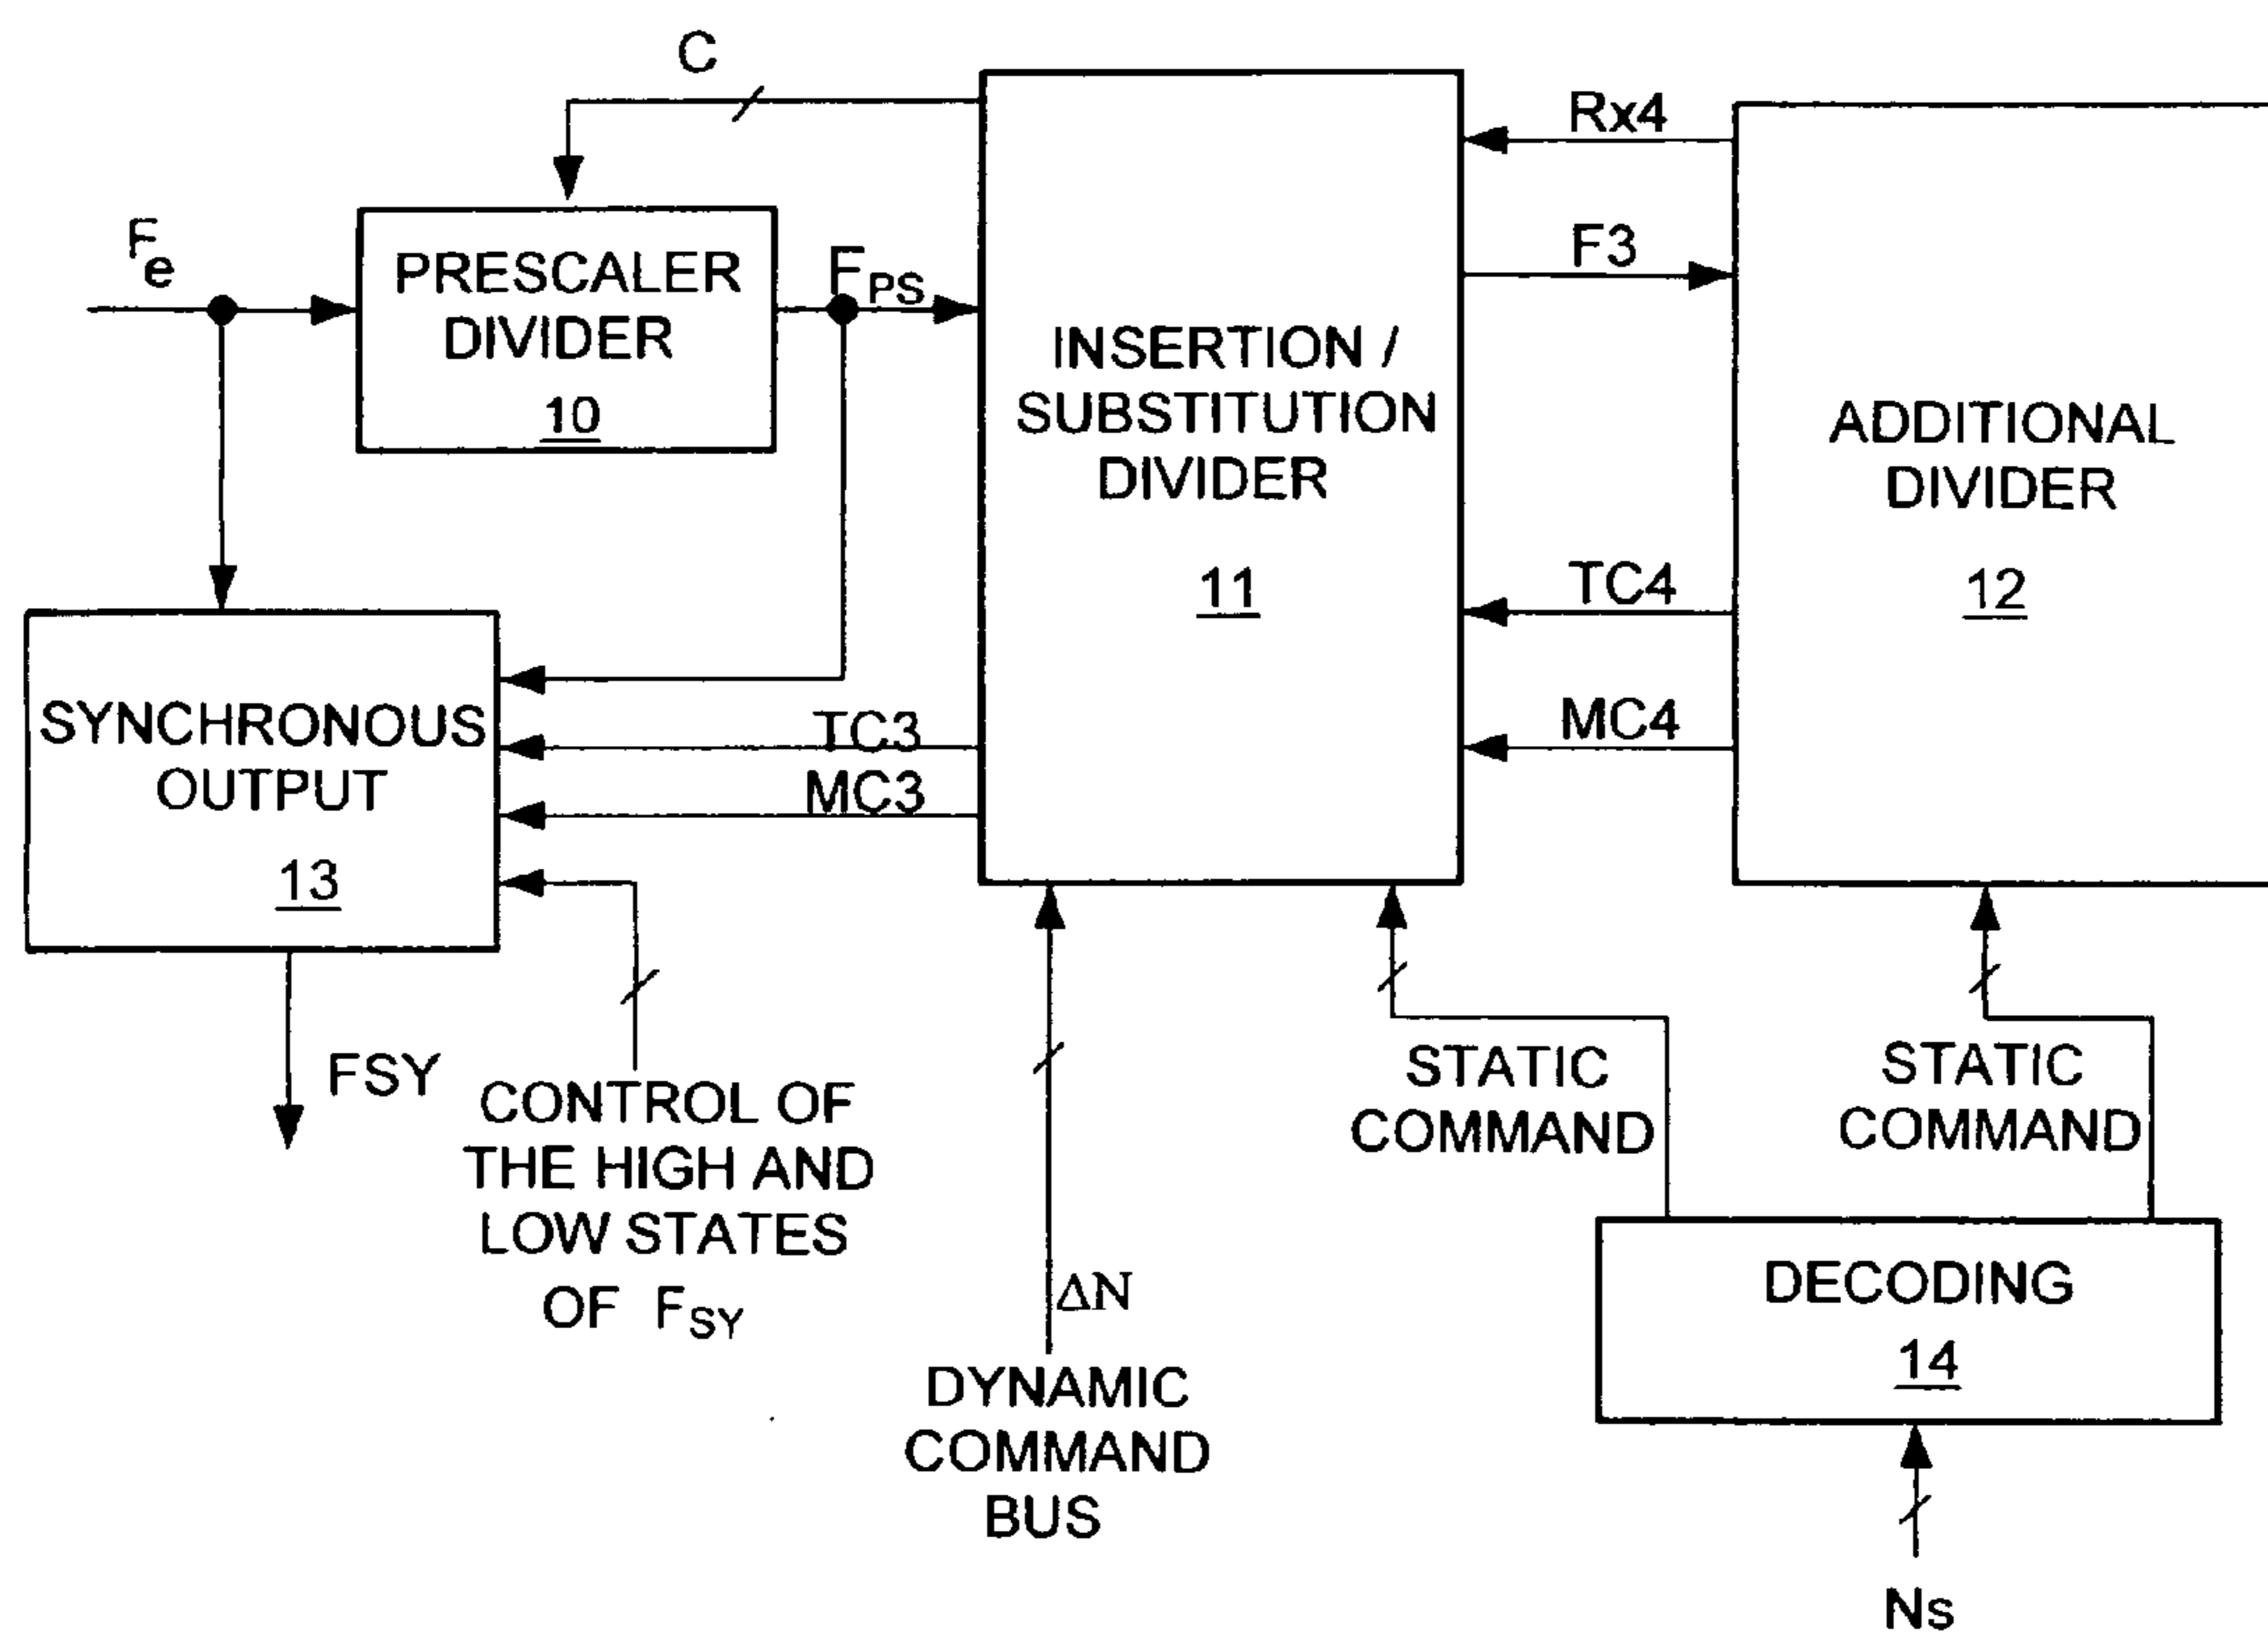 C
Fe
PRESCALER
DIVIDER
10
FPS
INSERTION /
SUBSTITUTION
DIVIDER
11
Rx4
F3
TC4
MC4
ADDITIONAL
DIVIDER
12
SYNCHRONOUS
OUTPUT
13
TC3
MC3
FSY
CONTROL OF
THE HIGH AND
LOW STATES
OF FSY
ΔN
DYNAMIC
COMMAND
BUS
STATIC
COMMAND
STATIC
COMMAND
DECODING
14
Ns